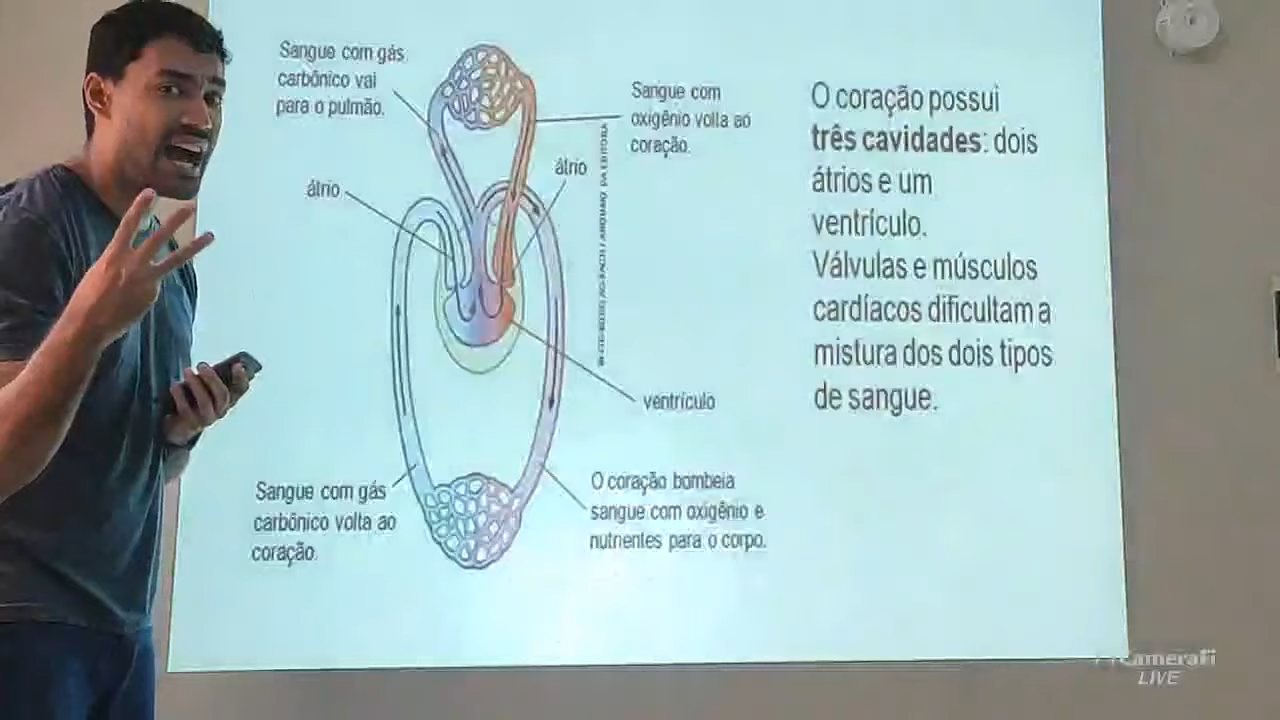 Sangue com gás
carbônico vai
para o pulmão.
Sangue com
oxigênio volta ao
coração.
átrio
átrio
ventrículo
Sangue com gás
carbônico volta ao
coração.
O coração bombeia
sangue com oxigênio e
nutrientes para o corpo.
O coração possui
três cavidades: dois
átrios e um
ventrículo.
Válvulas e músculos
cardíacos dificultam a
mistura dos dois tipos
de sangue.
CameraFi
LIVE